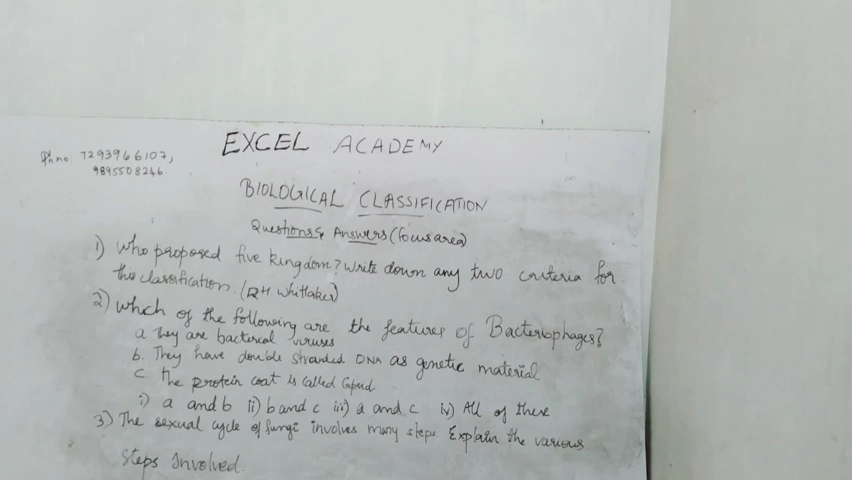 EXCEL ACADEMY
Ph no. 7293966107,
9895508246.
BIOLOGICAL CLASSIFICATION
Questions & Answers (focus area)
1) Who proposed five kingdom? Write down any two criteria for
this classification. (RH Whittaker)
2) Which of the following are the features of Bacteriophages?
a. They are bacterial viruses
b. They have double stranded DNA as genetic material
c. The protein coat is called Capsid
i) a and b ii) b and c iii) a and c iv) All of these
3) The sexual cycle of fungi involves many steps. Explain the various
steps Involved.